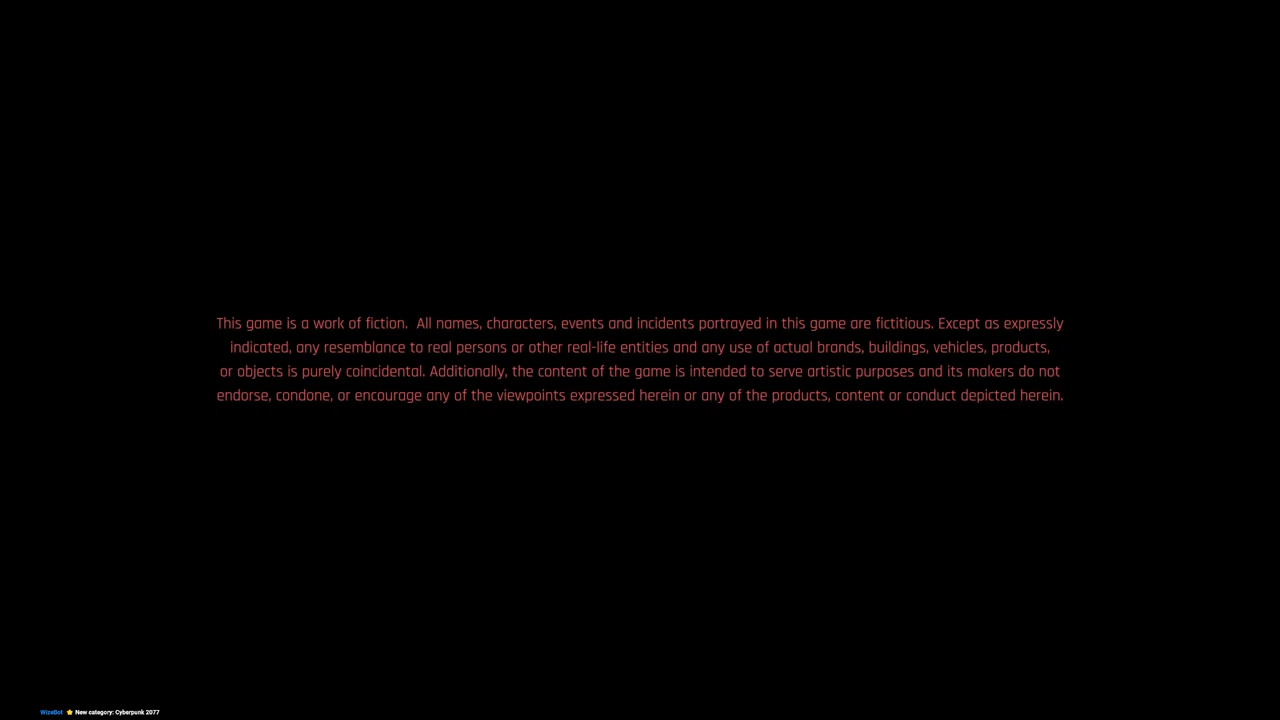 This game is a work of fiction.  All names, characters, events and incidents portrayed in this game are fictitious. Except as expressly
indicated, any resemblance to real persons or other real-life entities and any use of actual brands, buildings, vehicles, products,
or objects is purely coincidental. Additionally, the content of the game is intended to serve artistic purposes and its makers do not
endorse, condone, or encourage any of the viewpoints expressed herein or any of the products, content or conduct depicted herein.
WizeBot ⭐ New category: Cyberpunk 2077